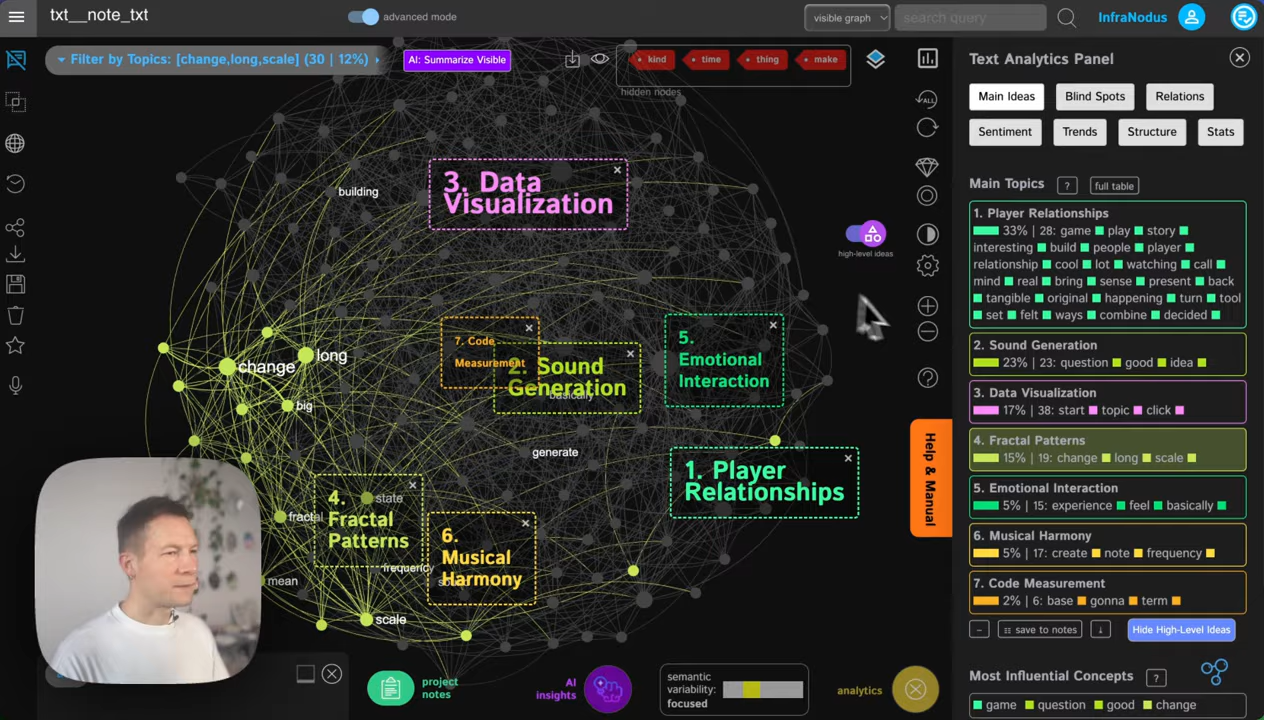 txt__note_txt
advanced mode
visible graph
search query
InfraNodus
Filter by Topics: [change,long,scale] (30 | 12%)
AI: Summarize Visible
kind
time
thing
make
hidden nodes
building
3. Data
Visualization
high-level ideas
change
long
big
7. Code
Measurement
2. Sound
Generation
basically
5.
Emotional
Interaction
generate
1. Player
Relationships
4.
Fractal
Patterns
state
fractal
frequency
6.
Musical
Harmony
mean
scale
Help & Manual
project
notes
AI
insights
semantic
variability:
focused
analytics
Text Analytics Panel
Main Ideas
Blind Spots
Relations
Sentiment
Trends
Structure
Stats
Main Topics
?
full table
1. Player Relationships
33% | 28: game play story
interesting build people player
relationship cool lot watching call
mind real bring sense present back
tangible original happening turn tool
set felt ways combine decided
2. Sound Generation
23% | 23: question good idea
3. Data Visualization
17% | 38: start topic click
4. Fractal Patterns
15% | 19: change long scale
5. Emotional Interaction
5% | 15: experience feel basically
6. Musical Harmony
5% | 17: create note frequency
7. Code Measurement
2% | 6: base gonna term
save to notes
Hide High-Level Ideas
Most Influential Concepts
?
game question good change